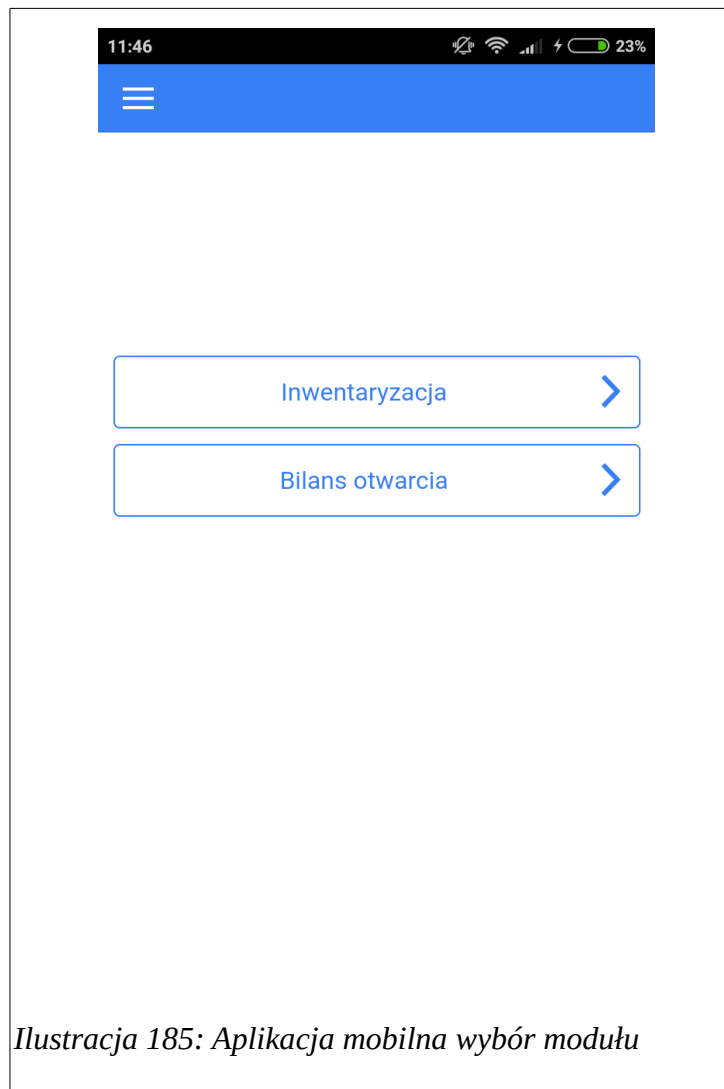 11:46 23%
Inwentaryzacja
Bilans otwarcia
Ilustracja 185: Aplikacja mobilna wybór modułu